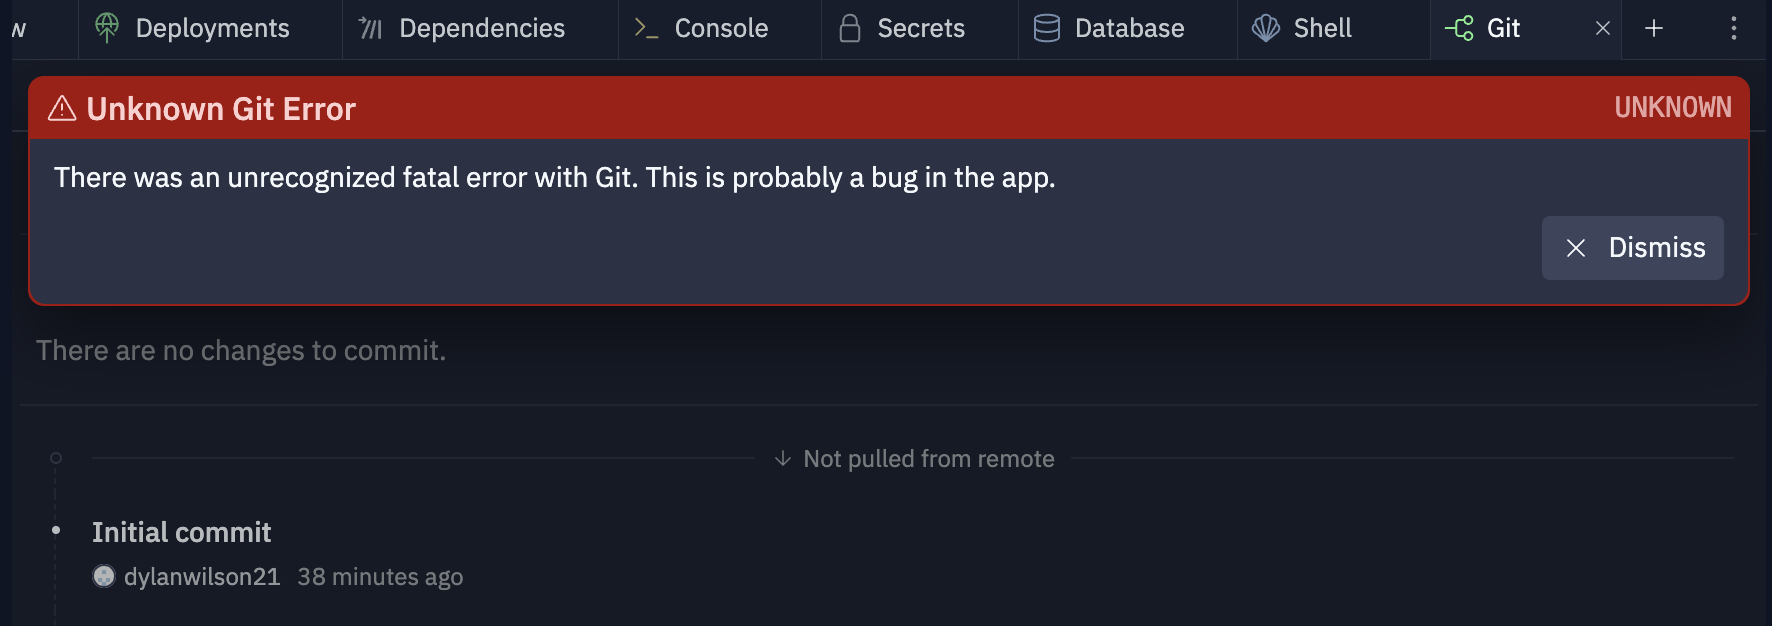 w Deployments Dependencies Console Secrets Database Shell Git
Unknown Git Error UNKNOWN
There was an unrecognized fatal error with Git. This is probably a bug in the app.
Dismiss
There are no changes to commit.
Not pulled from remote
Initial commit
dylanwilson21 38 minutes ago